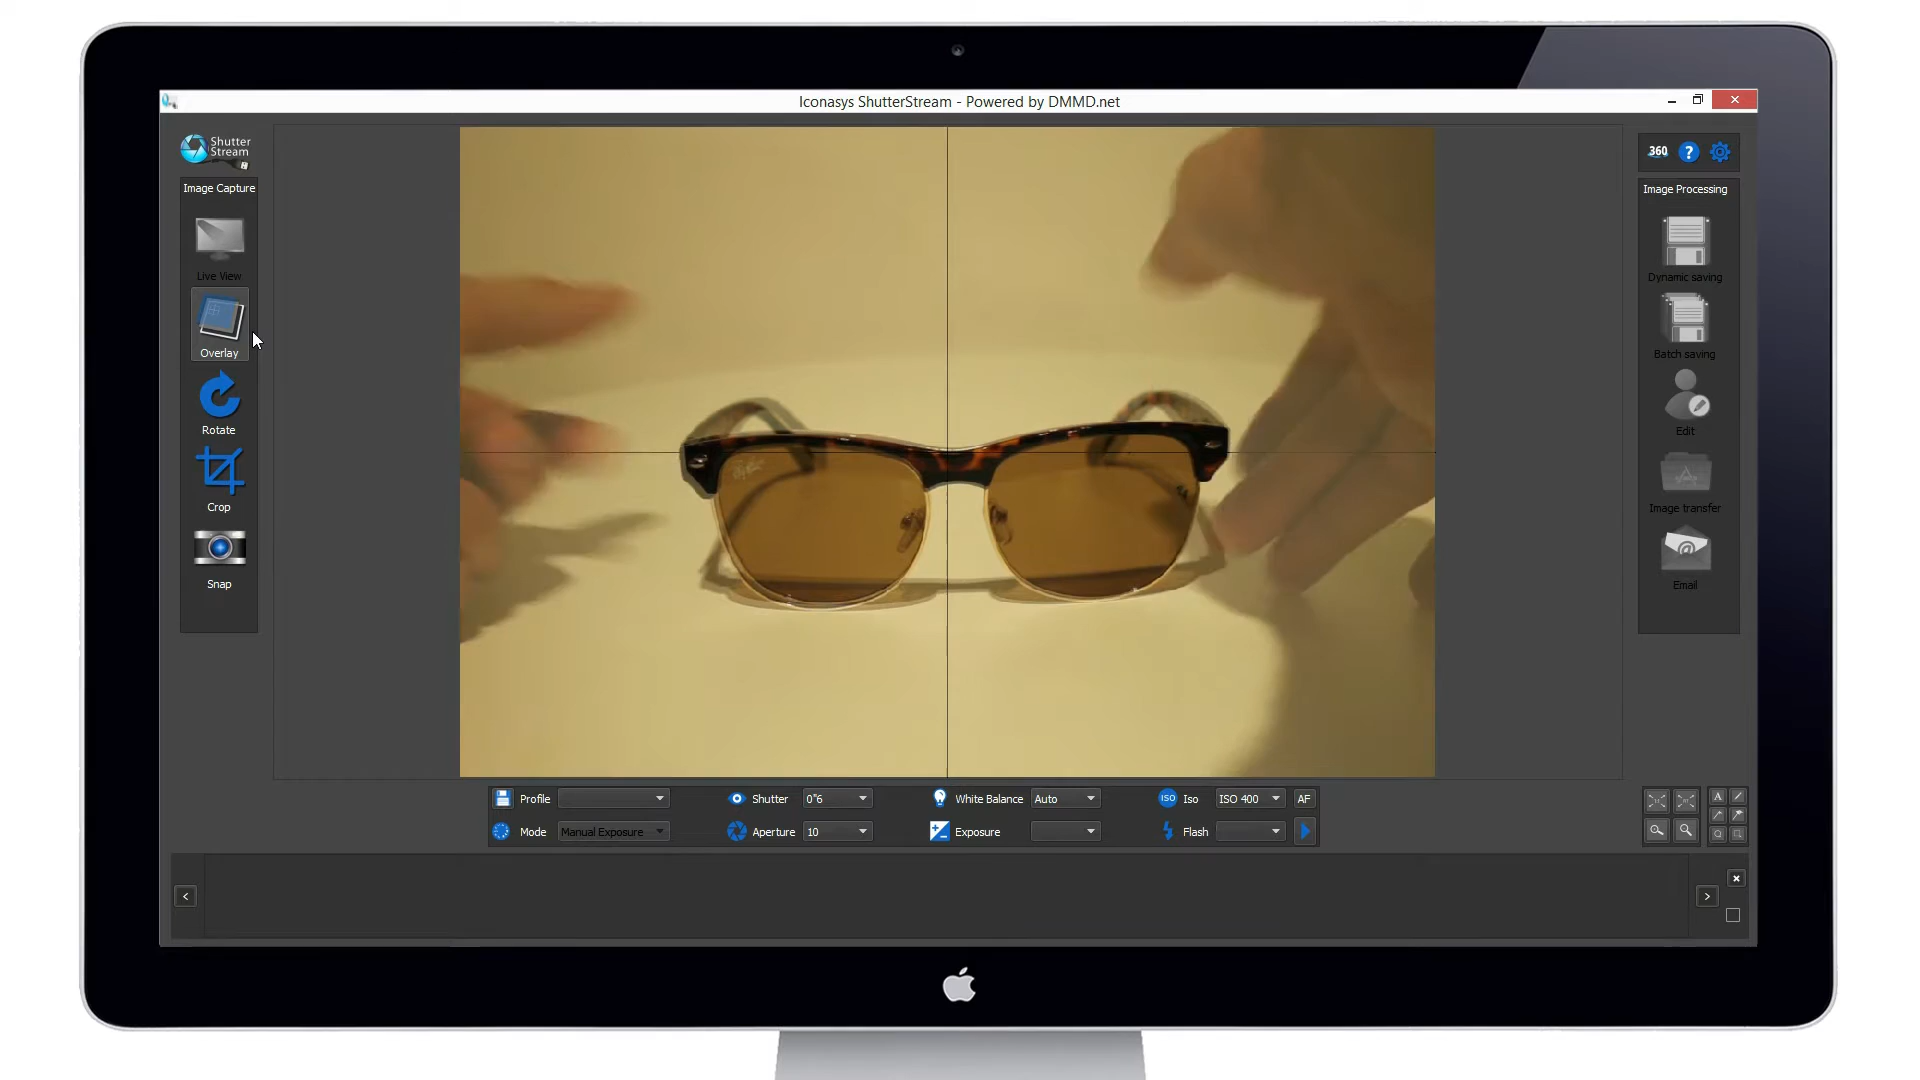 Iconasys ShutterStream - Powered by DMMD.net
Shutter
Stream
Image Capture
Live View
Overlay
Rotate
Crop
Snap
360
?
Image Processing
Dynamic saving
Batch saving
Edit
Image transfer
Email
Profile
Shutter 0"6
White Balance Auto
ISO Iso ISO 400 AF
Mode Manual Exposure
Aperture 10
Exposure
Flash
A